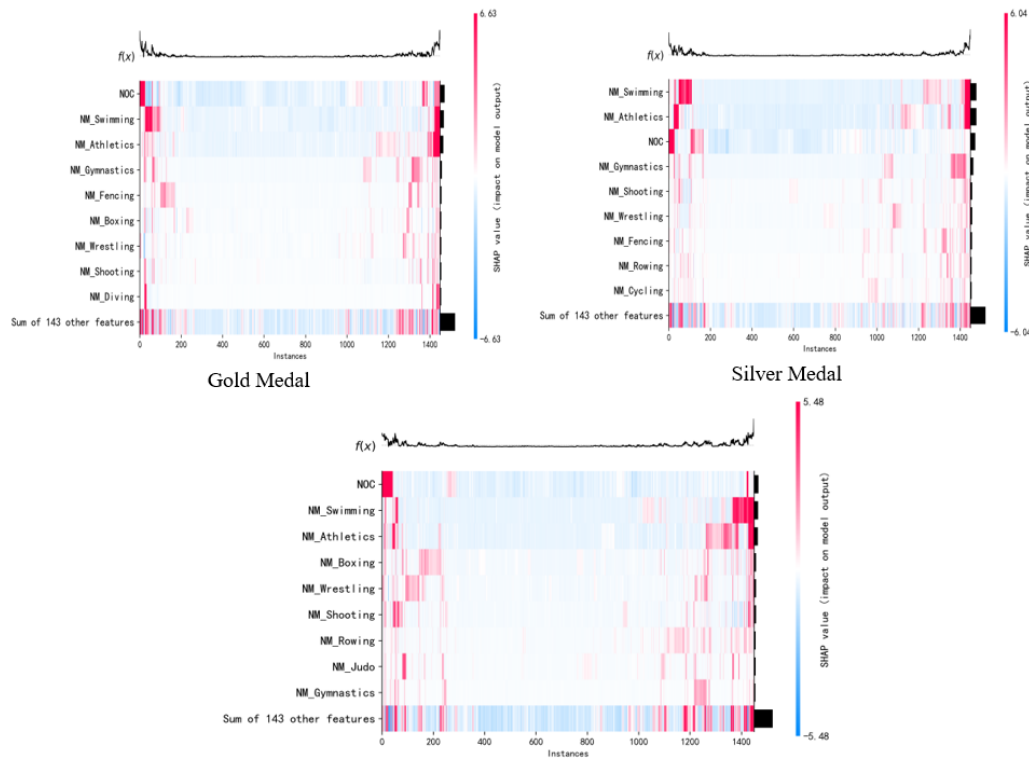 6.63
f(x)
NOC
NM_Swimming
NM_Athletics
NM_Gymnastics
NM_Fencing
NM_Boxing
NM_Wrestling
NM_Shooting
NM_Diving
Sum of 143 other features
0 200 400 600 800 1000 1200 1400
Instances
SHAP value (impact on model output)
-6.63
Gold Medal
6.04
f(x)
NM_Swimming
NM_Athletics
NOC
NM_Gymnastics
NM_Shooting
NM_Wrestling
NM_Fencing
NM_Rowing
NM_Cycling
Sum of 143 other features
0 200 400 600 800 1000 1200 1400
Instances
SHAP value (impact on model output)
-6.04
Silver Medal
5.48
f(x)
NOC
NM_Swimming
NM_Athletics
NM_Boxing
NM_Wrestling
NM_Shooting
NM_Rowing
NM_Judo
NM_Gymnastics
Sum of 143 other features
0 200 400 600 800 1000 1200 1400
Instances
SHAP value (impact on model output)
-5.48